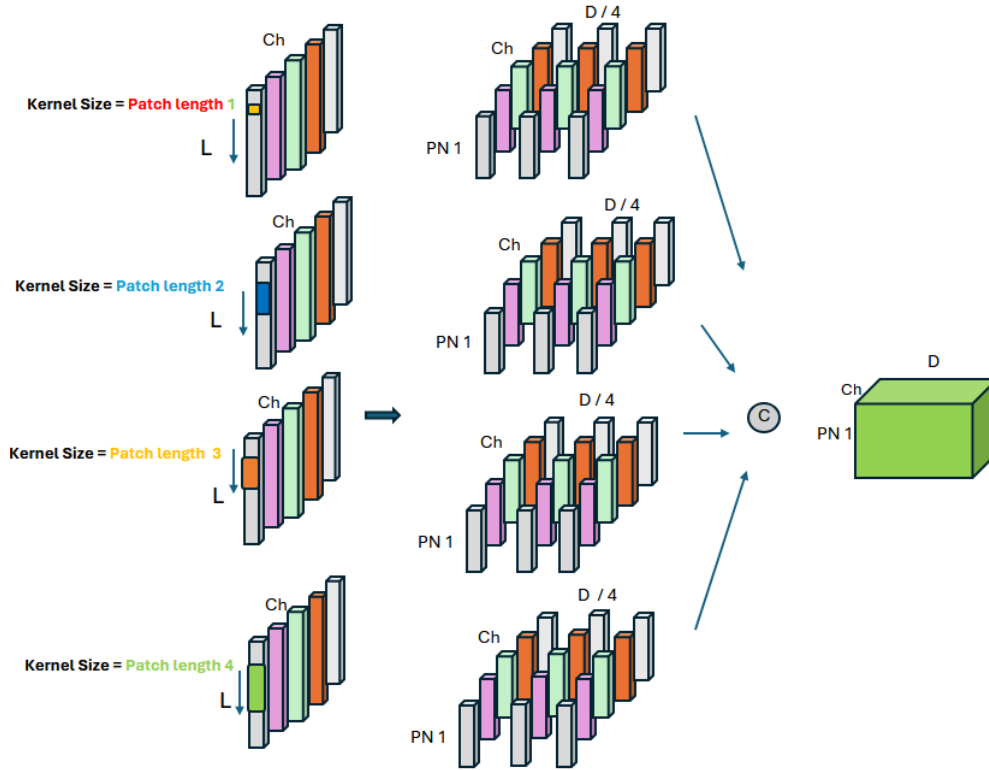 Ch
D / 4
Ch
Kernel Size = Patch length 1
L
PN 1
Ch
D / 4
Ch
Kernel Size = Patch length 2
L
PN 1
D
Ch
C
PN 1
Ch
D / 4
Ch
Kernel Size = Patch length  3
L
PN 1
Ch
D / 4
Ch
Kernel Size = Patch length 4
L
PN 1